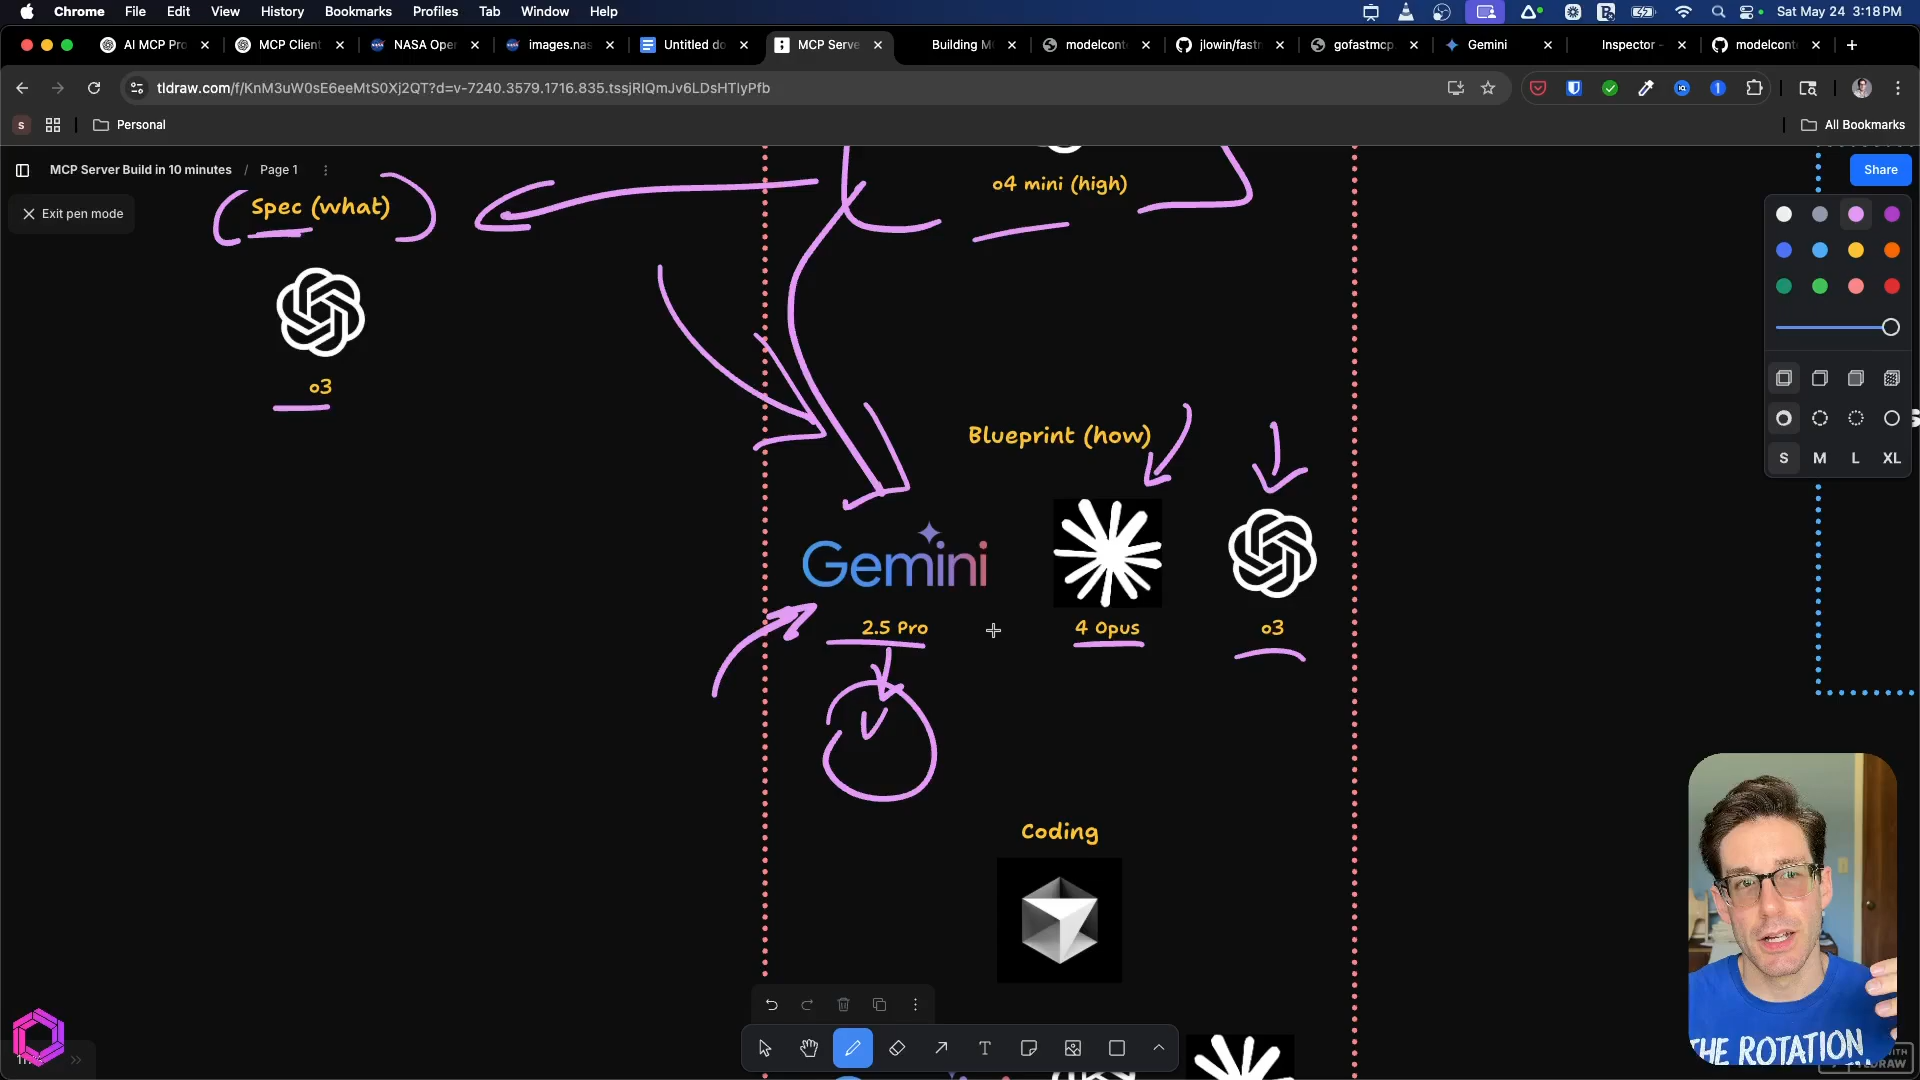 Chrome File Edit View History Bookmarks Profiles Tab Window Help Sat May 24 3:18 PM
AI MCP Pro MCP Client NASA Oper images.nas Untitled do MCP Serve Building M modelcont jlowin/fastr gofastmcp. Gemini Inspector - modelcont
tldraw.com/f/KnM3uW0sE6eeMtS0Xj2QT?d=v-7240.3579.1716.835.tssjRlQmJv6LDsHTlyPfb
s Personal All Bookmarks
MCP Server Build in 10 minutes / Page 1 Share
Exit pen mode
Spec (what)
o4 mini (high)
o3
Blueprint (how)
S M L XL
Gemini
2.5 Pro
4 Opus
o3
Coding
THE ROTATION